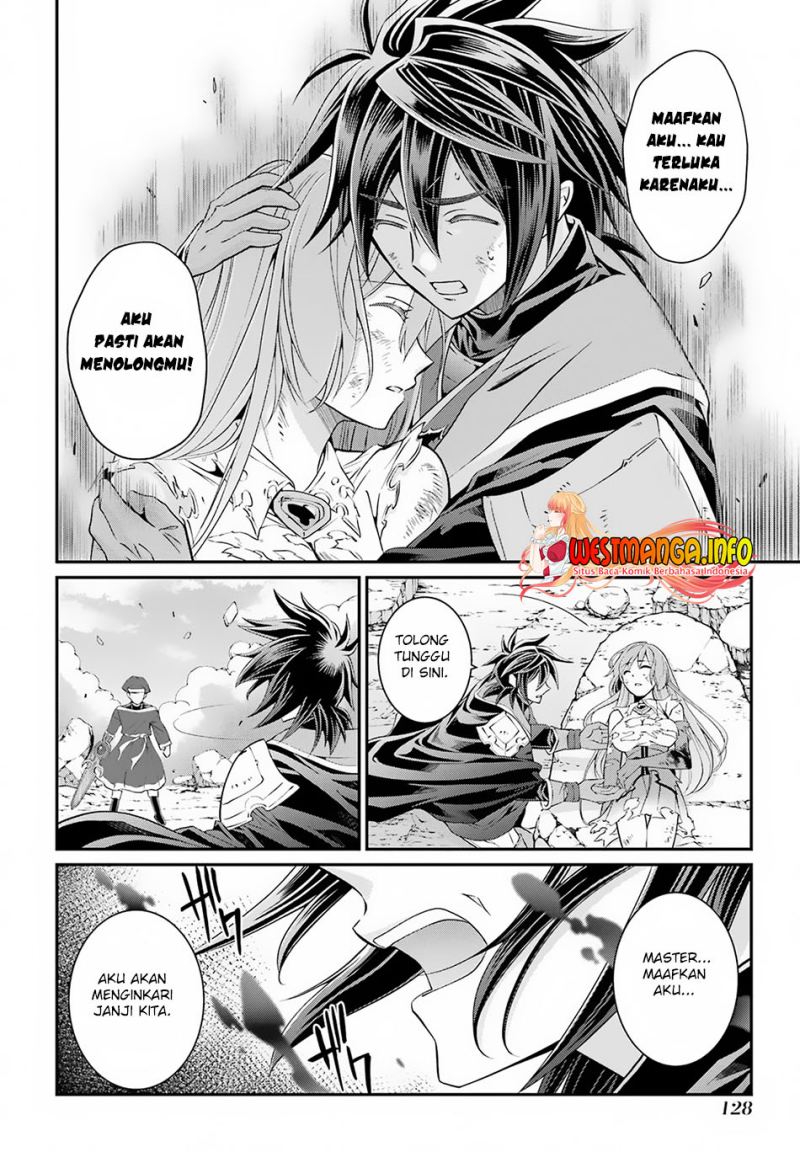 MAAFKAN
AKU... KAU
TERLUKA
KARENAKU...
AKU
PASTI AKAN
MENOLONGMU!
WESTMANGA.INFO
Situs Baca Komik Berbahasa Indonesia
TOLONG
TUNGGU
DI SINI.
MASTER...
MAAFKAN
AKU...
AKU AKAN
MENGINKARI
JANJI KITA.
128